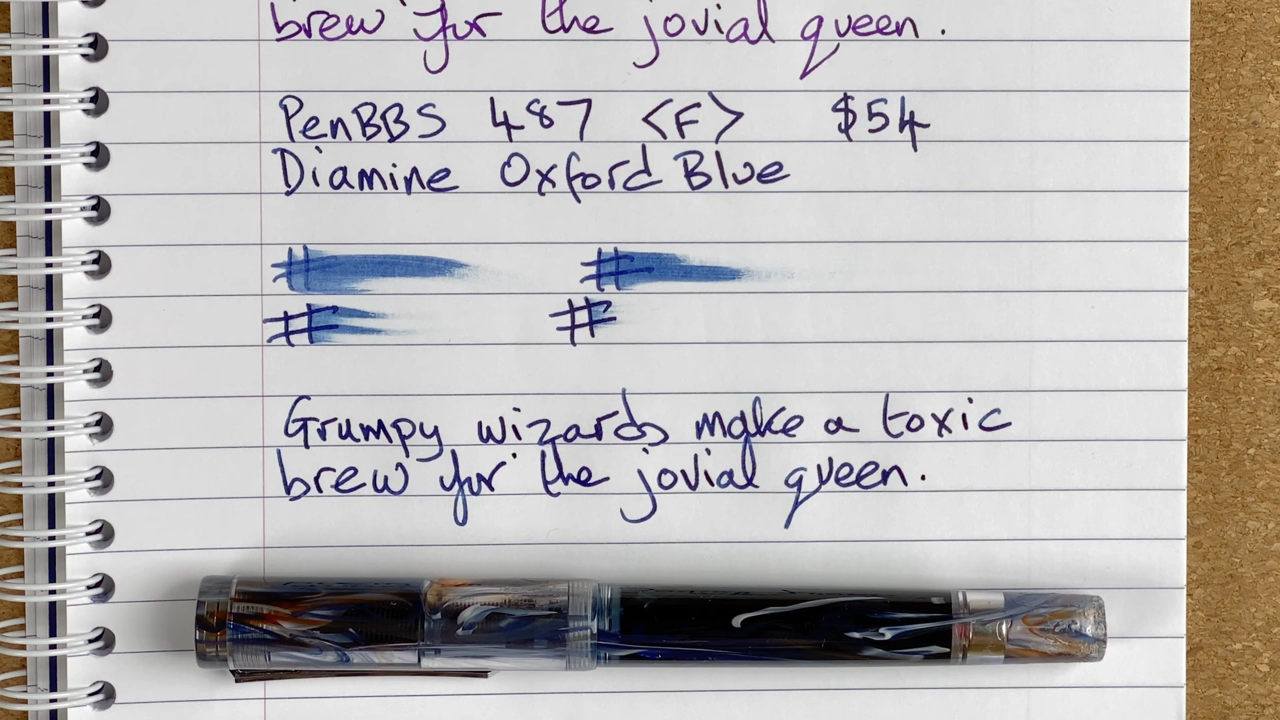 brew for the jovial queen.
PenBBS 487 <F> $54
Diamine Oxford Blue
# #
# #
Grumpy wizards make a toxic
brew for the jovial queen.